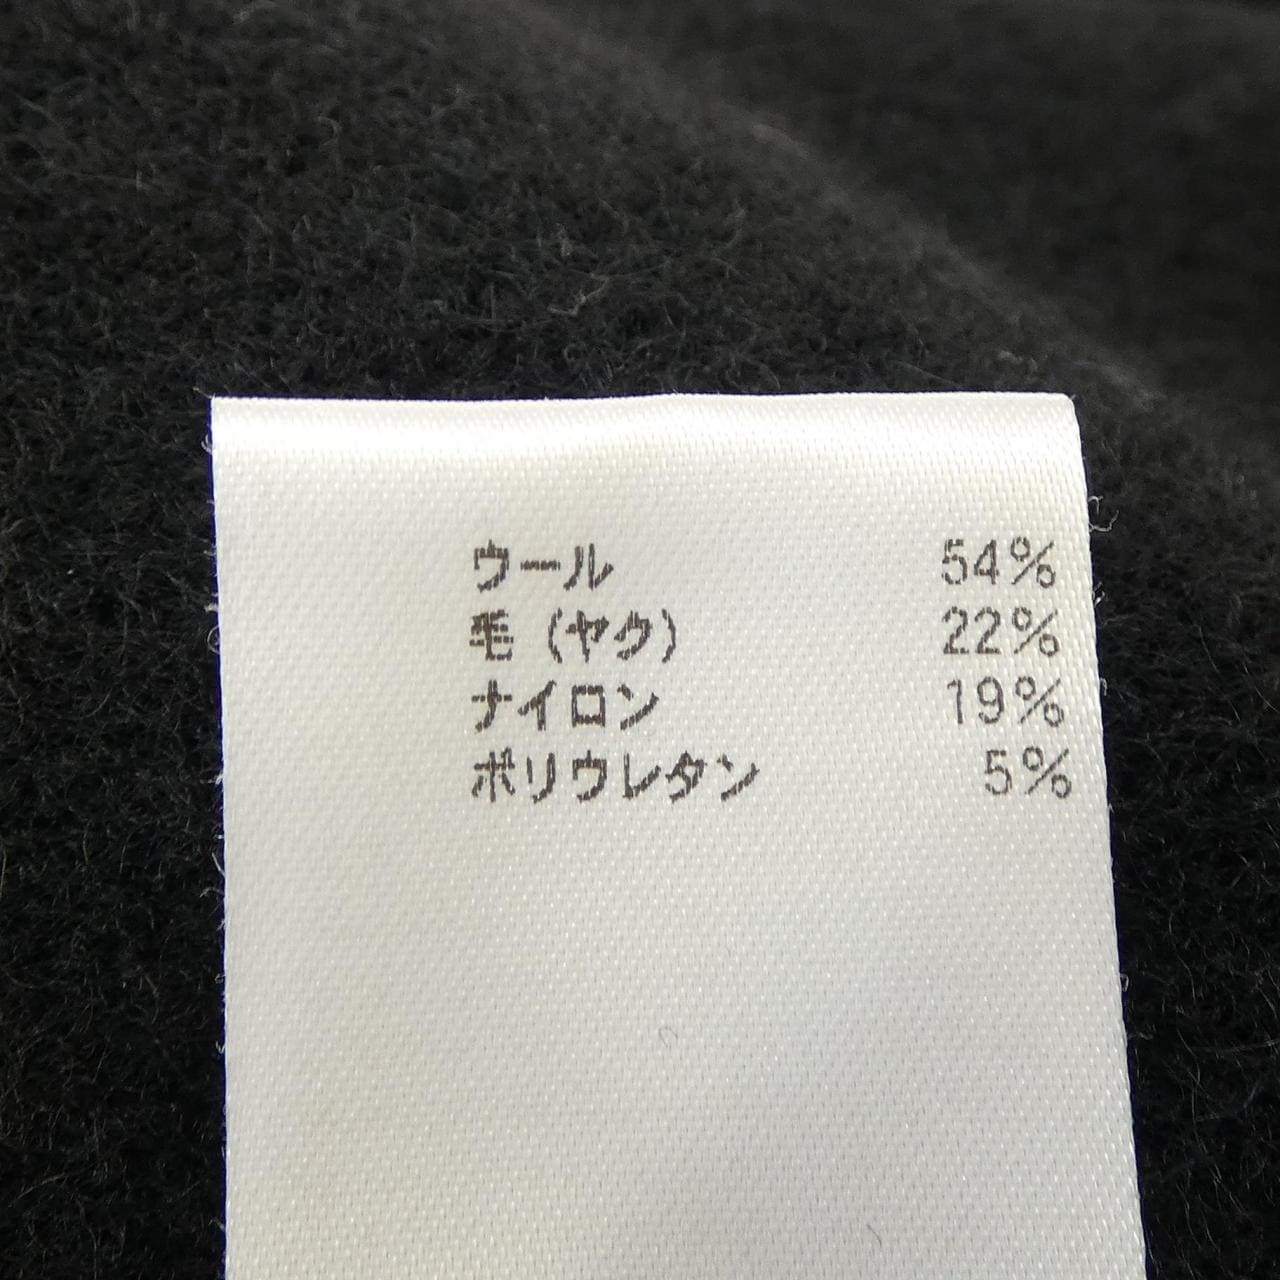 ウール 54%
毛 (ヤク) 22%
ナイロン 19%
ポリウレタン 5%